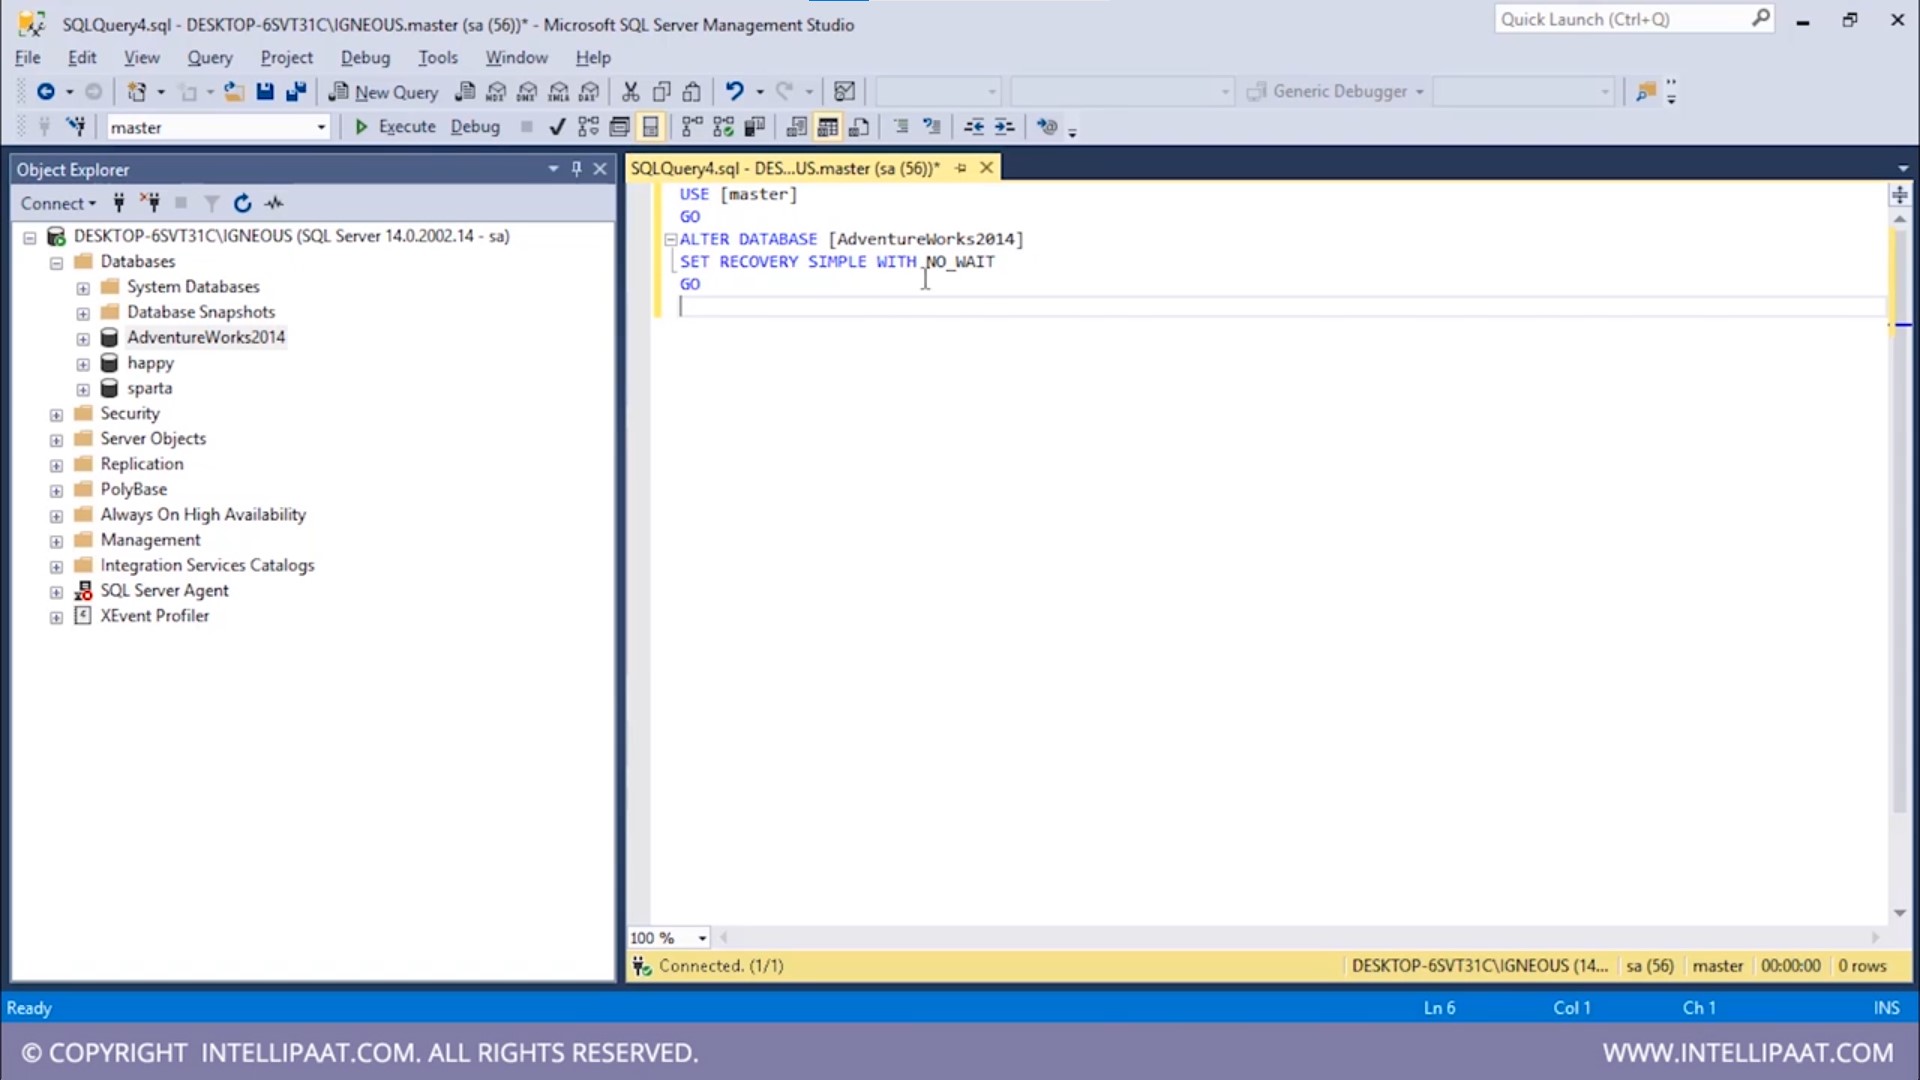 SQLQuery4.sql - DESKTOP-6SVT31C\IGNEOUS.master (sa (56))* - Microsoft SQL Server Management Studio
Quick Launch (Ctrl+Q)
File Edit View Query Project Debug Tools Window Help
New Query MDX DMX XMLA DAX Generic Debugger
master Execute Debug
Object Explorer
Connect
DESKTOP-6SVT31C\IGNEOUS (SQL Server 14.0.2002.14 - sa)
Databases
System Databases
Database Snapshots
AdventureWorks2014
happy
sparta
Security
Server Objects
Replication
PolyBase
Always On High Availability
Management
Integration Services Catalogs
SQL Server Agent
XEvent Profiler
SQLQuery4.sql - DES...US.master (sa (56))*
USE [master]
GO
ALTER DATABASE [AdventureWorks2014]
SET RECOVERY SIMPLE WITH NO_WAIT
GO
100 %
Connected. (1/1) DESKTOP-6SVT31C\IGNEOUS (14... sa (56) master 00:00:00 0 rows
Ready Ln 6 Col 1 Ch 1 INS
© COPYRIGHT INTELLIPAAT.COM. ALL RIGHTS RESERVED. WWW.INTELLIPAAT.COM